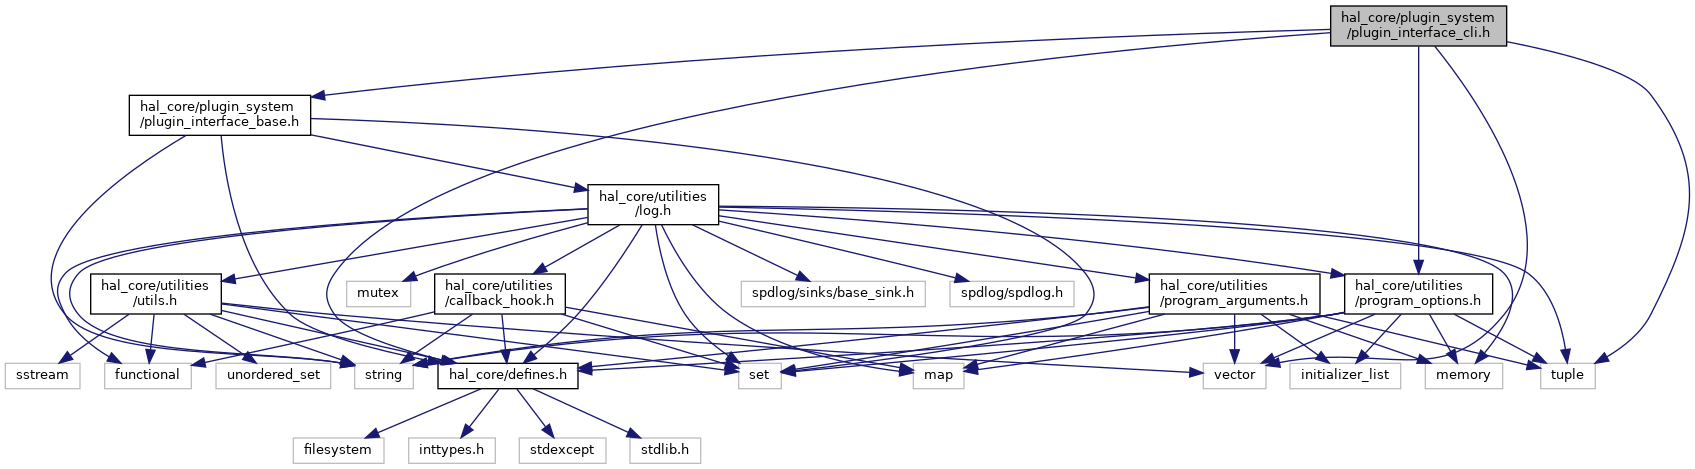 hal_core/plugin_system
/plugin_interface_cli.h
hal_core/plugin_system
/plugin_interface_base.h
hal_core/utilities
/log.h
hal_core/utilities
/utils.h
mutex
hal_core/utilities
/callback_hook.h
spdlog/sinks/base_sink.h
spdlog/spdlog.h
hal_core/utilities
/program_arguments.h
hal_core/utilities
/program_options.h
sstream
functional
unordered_set
string
hal_core/defines.h
set
map
vector
initializer_list
memory
tuple
filesystem
inttypes.h
stdexcept
stdlib.h